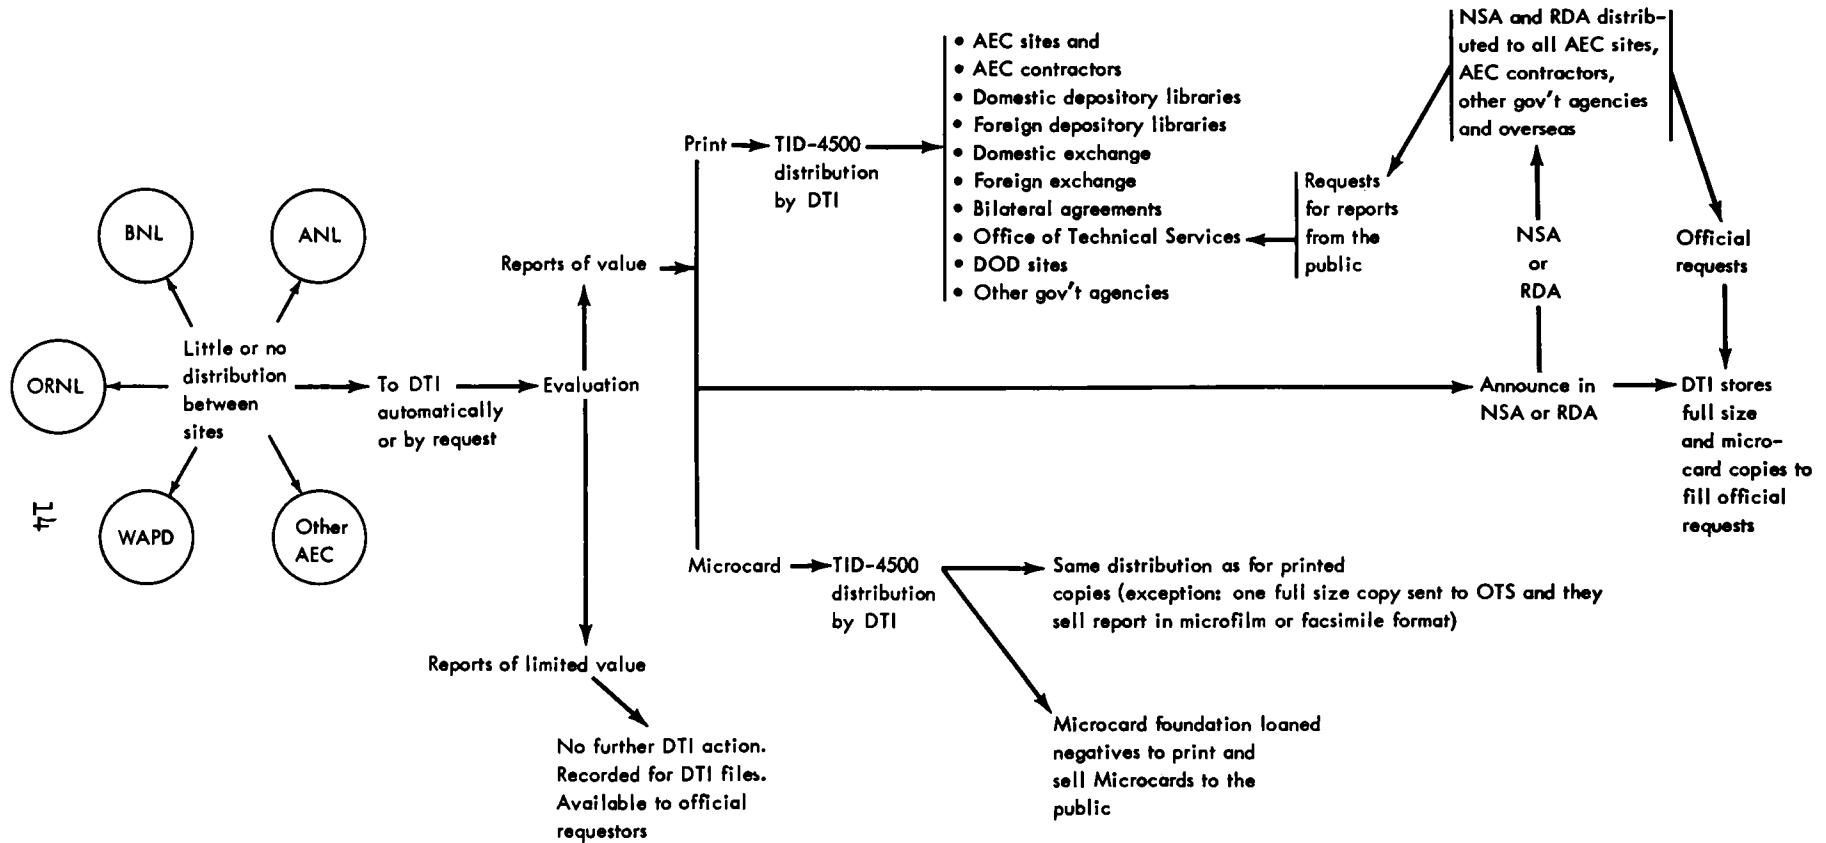 BNL
ANL
ORNL
Little or no
distribution
between
sites
WAPD
Other
AEC
14
To DTI
automatically
or by request
Evaluation
Reports of value
Reports of limited value
No further DTI action.
Recorded for DTI files.
Available to official
requestors
Print
TID-4500
distribution
by DTI
• AEC sites and
• AEC contractors
• Domestic depository libraries
• Foreign depository libraries
• Domestic exchange
• Foreign exchange
• Bilateral agreements
• Office of Technical Services
• DOD sites
• Other gov't agencies
Requests
for reports
from the
public
NSA and RDA distrib-
uted to all AEC sites,
AEC contractors,
other gov't agencies
and overseas
NSA
or
RDA
Official
requests
Announce in
NSA or RDA
DTI stores
full size
and micro-
card copies to
fill official
requests
Microcard
TID-4500
distribution
by DTI
Same distribution as for printed
copies (exception: one full size copy sent to OTS and they
sell report in microfilm or facsimile format)
Microcard foundation loaned
negatives to print and
sell Microcards to the
public